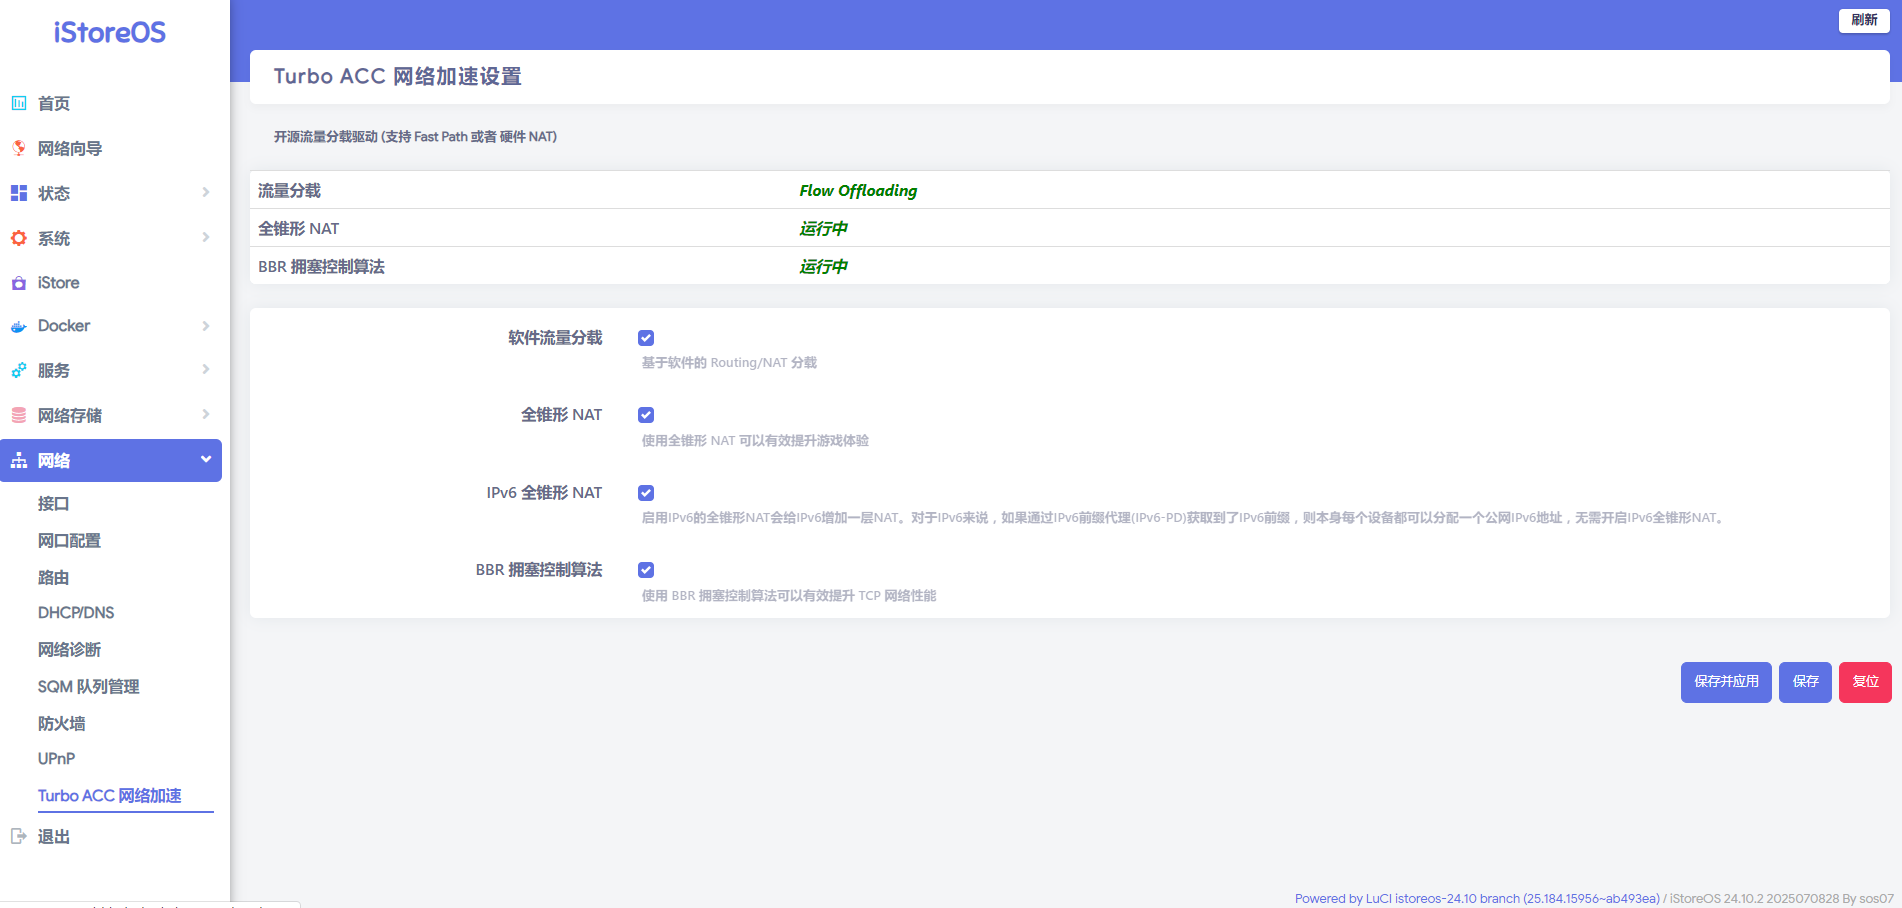 iStoreOS
刷新
首页
网络向导
状态
系统
iStore
Docker
服务
网络存储
网络
接口
网口配置
路由
DHCP/DNS
网络诊断
SQM 队列管理
防火墙
UPnP
Turbo ACC 网络加速
退出
Turbo ACC 网络加速设置
开源流量分载驱动 (支持 Fast Path 或者 硬件 NAT)
流量分载 Flow Offloading
全锥形 NAT 运行中
BBR 拥塞控制算法 运行中
软件流量分载
基于软件的 Routing/NAT 分载
全锥形 NAT
使用全锥形 NAT 可以有效提升游戏体验
IPv6 全锥形 NAT
启用IPv6的全锥形NAT会给IPv6增加一层NAT。对于IPv6来说，如果通过IPv6前缀代理(IPv6-PD)获取到了IPv6前缀，则本身每个设备都可以分配一个公网IPv6地址，无需开启IPv6全锥形NAT。
BBR 拥塞控制算法
使用 BBR 拥塞控制算法可以有效提升 TCP 网络性能
保存并应用 保存 复位
Powered by LuCI istoreos-24.10 branch (25.184.15956~ab493ea) / iStoreOS 24.10.2 2025070828 By sos07